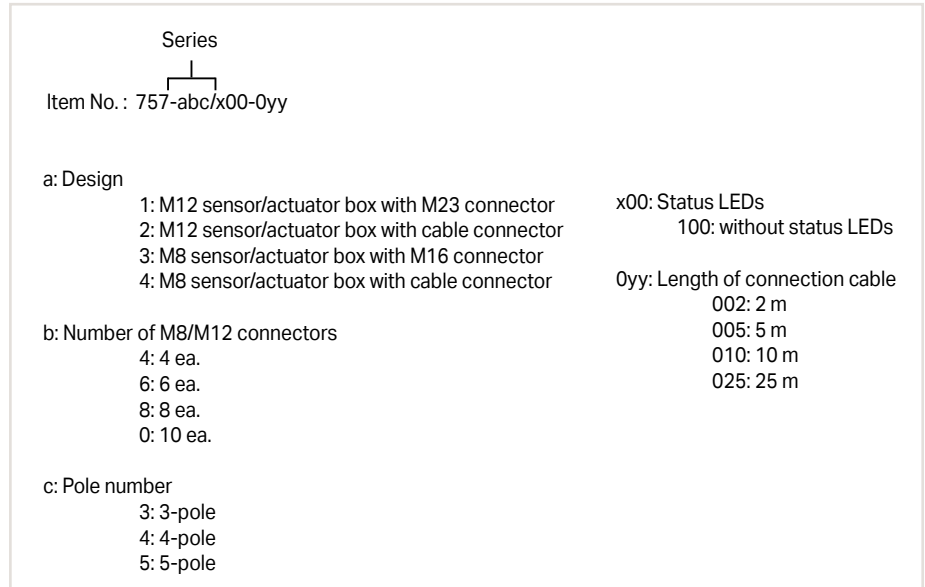 Series
Item No. : 757-abc/x00-0yy
a: Design
1: M12 sensor/actuator box with M23 connector
2: M12 sensor/actuator box with cable connector
3: M8 sensor/actuator box with M16 connector
4: M8 sensor/actuator box with cable connector
b: Number of M8/M12 connectors
4: 4 ea.
6: 6 ea.
8: 8 ea.
0: 10 ea.
c: Pole number
3: 3-pole
4: 4-pole
5: 5-pole
x00: Status LEDs
100: without status LEDs
0yy: Length of connection cable
002: 2 m
005: 5 m
010: 10 m
025: 25 m